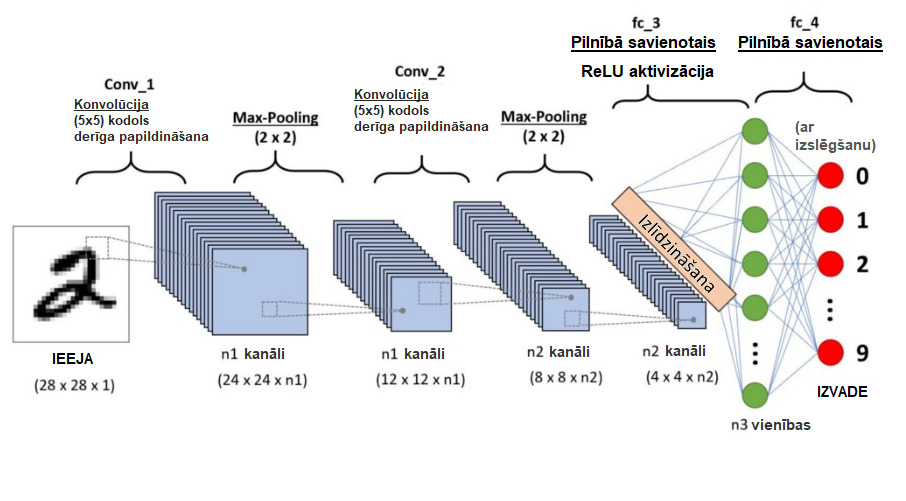 Conv_1
Konvolūcija
(5x5) kodols
derīga papildināšana
Max-Pooling
(2 x 2)
Conv_2
Konvolūcija
(5x5) kodols
derīga papildināšana
Max-Pooling
(2 x 2)
fc_3
Pilnībā savienotais
ReLU aktivizācija
fc_4
Pilnībā savienotais
(ar
izslēgšanu)
Izlīdzināšana
0
1
2
9
IEEJA
(28 x 28 x 1)
n1 kanāli
(24 x 24 x n1)
n1 kanāli
(12 x 12 x n1)
n2 kanāli
(8 x 8 x n2)
n2 kanāli
(4 x 4 x n2)
n3 vienības
IZVADE
2